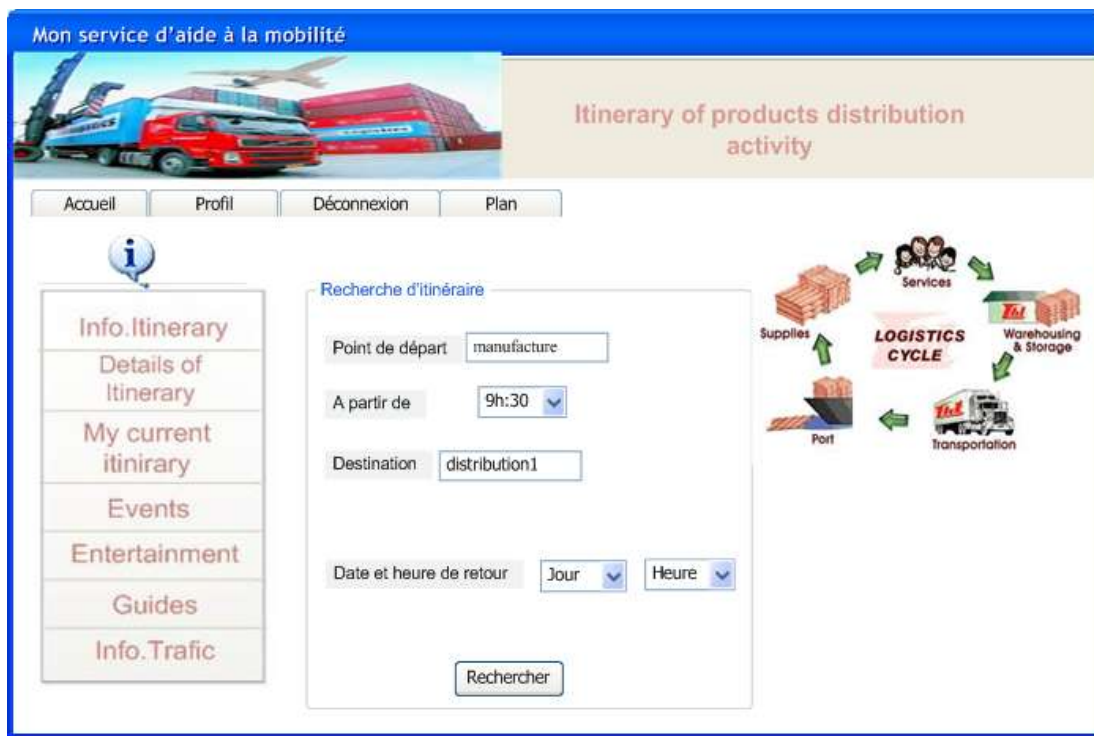 Mon service d'aide à la mobilité
Itinerary of products distribution
activity
Accueil
Profil
Déconnexion
Plan
Info.Itinerary
Details of
Itinerary
My current
itinirary
Events
Entertainment
Guides
Info.Trafic
Recherche d'itinéraire
Point de départ manufacture
A partir de 9h:30
Destination distribution1
Date et heure de retour Jour Heure
Rechercher
Services
Supplies
LOGISTICS
CYCLE
Warehousing
& Storage
Port
Transportation